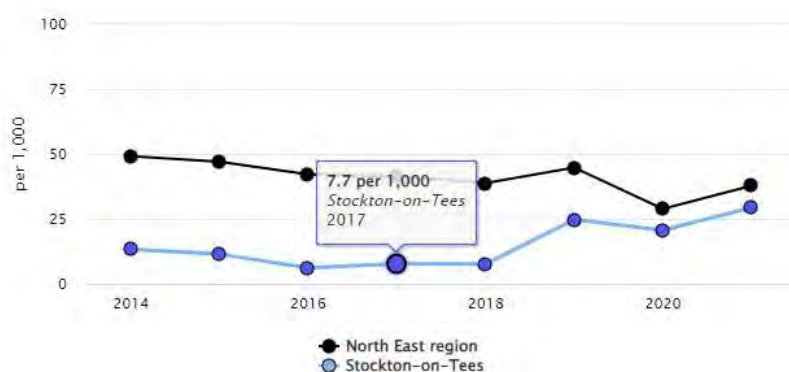 100
75
50
25
0
per 1,000
7.7 per 1,000
Stockton-on-Tees
2017
2014
2016
2018
2020
North East region
Stockton-on-Tees